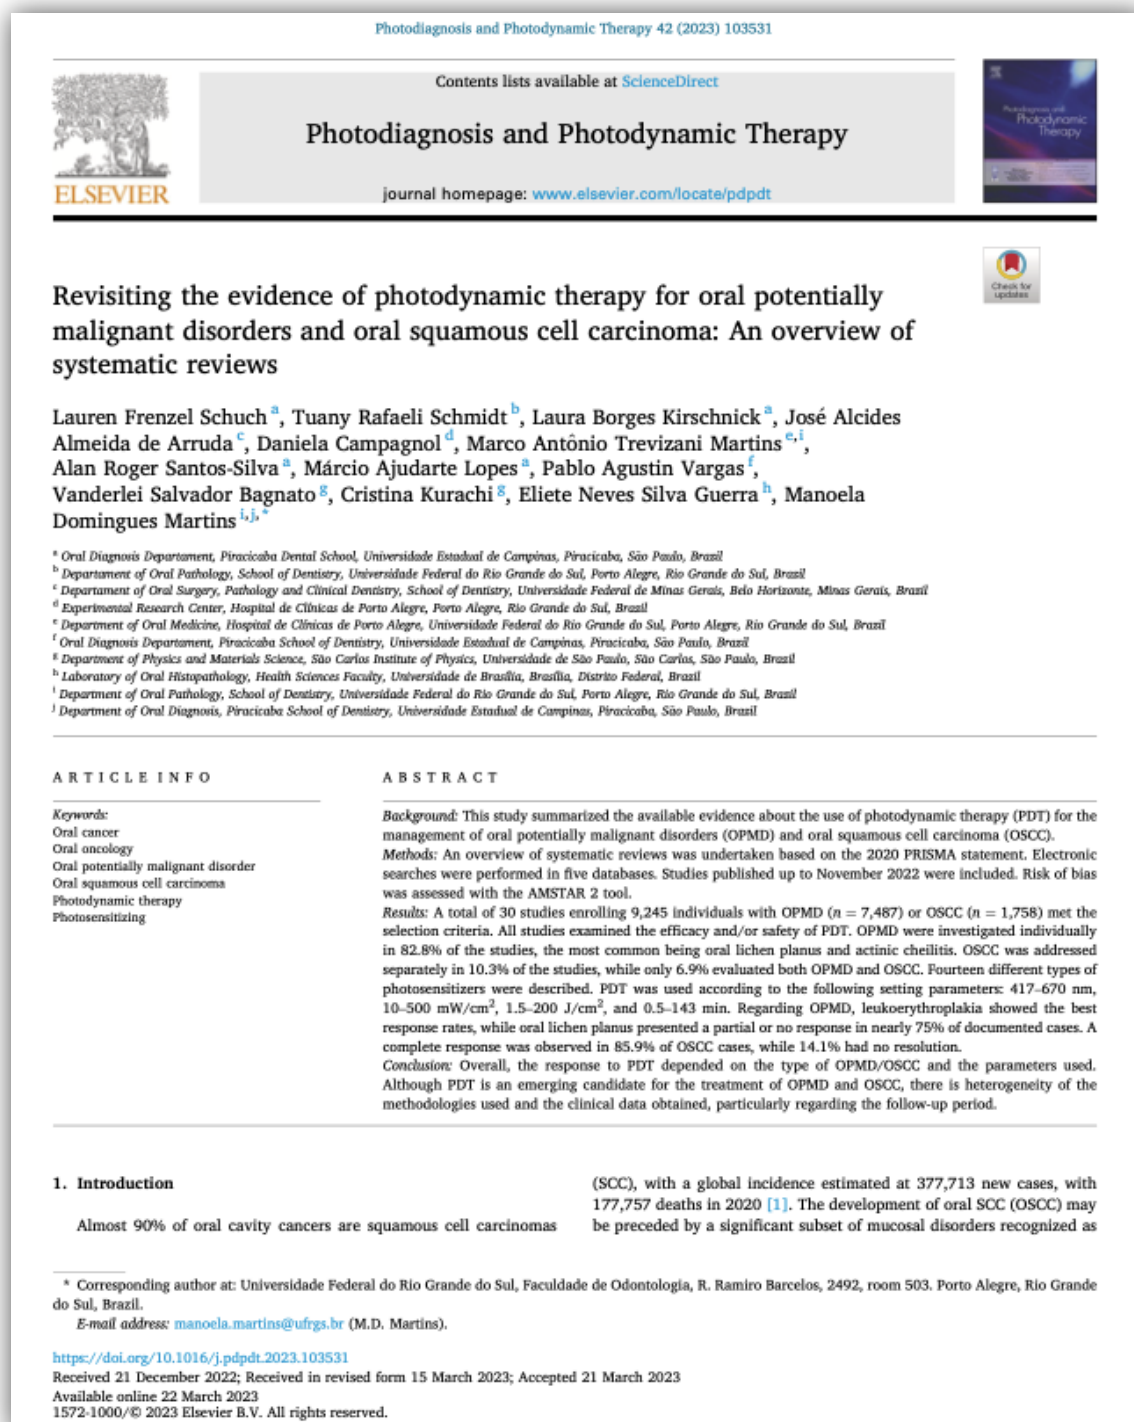 Photodiagnosis and Photodynamic Therapy 42 (2023) 103531
Contents lists available at ScienceDirect
Photodiagnosis and Photodynamic Therapy
journal homepage: www.elsevier.com/locate/pdpdt
ELSEVIER
Photodiagnosis and
Photodynamic
Therapy
Check for
updates
Revisiting the evidence of photodynamic therapy for oral potentially
malignant disorders and oral squamous cell carcinoma: An overview of
systematic reviews
Lauren Frenzel Schuch a, Tuany Rafaeli Schmidt b, Laura Borges Kirschnick a, José Alcides
Almeida de Arruda c, Daniela Campagnol d, Marco Antônio Trevizani Martins e,i,
Alan Roger Santos-Silva a, Márcio Ajudarte Lopes a, Pablo Agustin Vargas f,
Vanderlei Salvador Bagnato g, Cristina Kurachi g, Eliete Neves Silva Guerra h, Manoela
Domingues Martins i,j,*
a Oral Diagnosis Departament, Piracicaba Dental School, Universidade Estadual de Campinas, Piracicaba, São Paulo, Brazil
b Departament of Oral Pathology, School of Dentistry, Universidade Federal do Rio Grande do Sul, Porto Alegre, Rio Grande do Sul, Brazil
c Departament of Oral Surgery, Pathology and Clinical Dentistry, School of Dentistry, Universidade Federal de Minas Gerais, Belo Horizonte, Minas Gerais, Brazil
d Experimental Research Center, Hospital de Clínicas de Porto Alegre, Porto Alegre, Rio Grande do Sul, Brazil
e Department of Oral Medicine, Hospital de Clínicas de Porto Alegre, Universidade Federal do Rio Grande do Sul, Porto Alegre, Rio Grande do Sul, Brazil
f Oral Diagnosis Departament, Piracicaba School of Dentistry, Universidade Estadual de Campinas, Piracicaba, São Paulo, Brazil
g Department of Physics and Materials Science, São Carlos Institute of Physics, Universidade de São Paulo, São Carlos, São Paulo, Brazil
h Laboratory of Oral Histopathology, Health Sciences Faculty, Universidade de Brasília, Brasília, Distrito Federal, Brazil
i Department of Oral Pathology, School of Dentistry, Universidade Federal do Rio Grande do Sul, Porto Alegre, Rio Grande do Sul, Brazil
j Department of Oral Diagnosis, Piracicaba School of Dentistry, Universidade Estadual de Campinas, Piracicaba, São Paulo, Brazil
ARTICLE INFO
Keywords:
Oral cancer
Oral oncology
Oral potentially malignant disorder
Oral squamous cell carcinoma
Photodynamic therapy
Photosensitizing
ABSTRACT
Background: This study summarized the available evidence about the use of photodynamic therapy (PDT) for the
management of oral potentially malignant disorders (OPMD) and oral squamous cell carcinoma (OSCC).
Methods: An overview of systematic reviews was undertaken based on the 2020 PRISMA statement. Electronic
searches were performed in five databases. Studies published up to November 2022 were included. Risk of bias
was assessed with the AMSTAR 2 tool.
Results: A total of 30 studies enrolling 9,245 individuals with OPMD (n = 7,487) or OSCC (n = 1,758) met the
selection criteria. All studies examined the efficacy and/or safety of PDT. OPMD were investigated individually
in 82.8% of the studies, the most common being oral lichen planus and actinic cheilitis. OSCC was addressed
separately in 10.3% of the studies, while only 6.9% evaluated both OPMD and OSCC. Fourteen different types of
photosensitizers were described. PDT was used according to the following setting parameters: 417–670 nm,
10–500 mW/cm², 1.5–200 J/cm², and 0.5–143 min. Regarding OPMD, leukoerythroplakia showed the best
response rates, while oral lichen planus presented a partial or no response in nearly 75% of documented cases. A
complete response was observed in 85.9% of OSCC cases, while 14.1% had no resolution.
Conclusion: Overall, the response to PDT depended on the type of OPMD/OSCC and the parameters used.
Although PDT is an emerging candidate for the treatment of OPMD and OSCC, there is heterogeneity of the
methodologies used and the clinical data obtained, particularly regarding the follow-up period.
1. Introduction
Almost 90% of oral cavity cancers are squamous cell carcinomas
(SCC), with a global incidence estimated at 377,713 new cases, with
177,757 deaths in 2020 [1]. The development of oral SCC (OSCC) may
be preceded by a significant subset of mucosal disorders recognized as
* Corresponding author at: Universidade Federal do Rio Grande do Sul, Faculdade de Odontologia, R. Ramiro Barcelos, 2492, room 503. Porto Alegre, Rio Grande
do Sul, Brazil.
E-mail address: manoela.martins@ufrgs.br (M.D. Martins).
https://doi.org/10.1016/j.pdpdt.2023.103531
Received 21 December 2022; Received in revised form 15 March 2023; Accepted 21 March 2023
Available online 22 March 2023
1572-1000/© 2023 Elsevier B.V. All rights reserved.